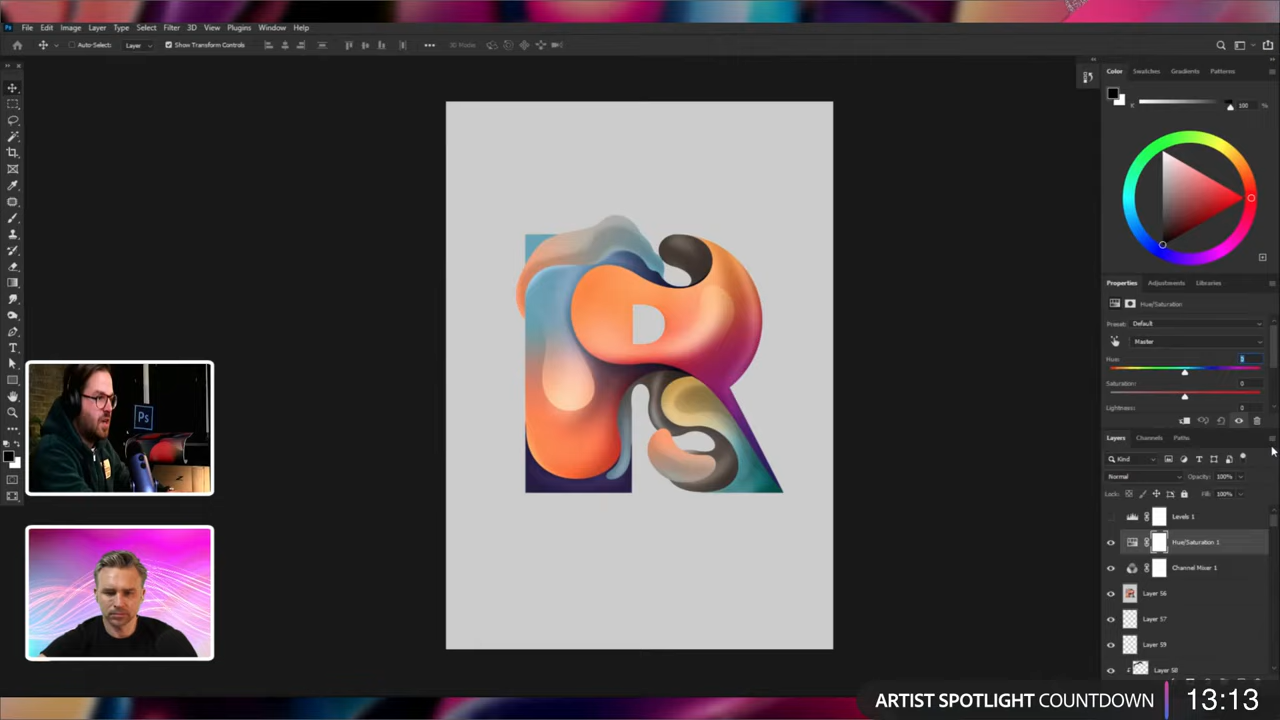 Ps File Edit Image Layer Type Select Filter 3D View Plugins Window Help
Auto-Select: Layer Show Transform Controls 3D Mode:
Color Swatches Gradients Patterns
K 100 %
Properties Adjustments Libraries
Hue/Saturation
Preset: Default
Master
Hue:
Saturation: 0
Lightness: 0
Layers Channels Paths
Kind
Normal Opacity: 100%
Lock: Fill: 100%
Levels 1
Hue/Saturation 1
Channel Mixer 1
Layer 56
Layer 57
Layer 59
Layer 58
R
Ps
ARTIST SPOTLIGHT COUNTDOWN 13:13